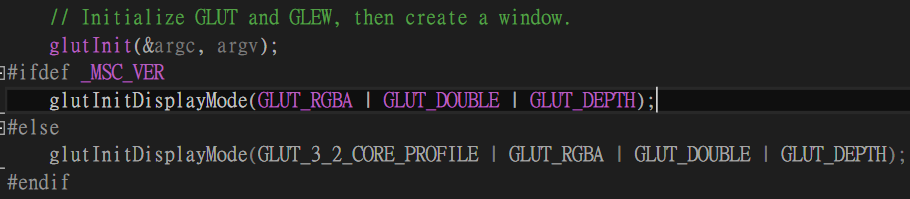 // Initialize GLUT and GLEW, then create a window.
glutInit(&argc, argv);
#ifdef _MSC_VER
glutInitDisplayMode(GLUT_RGBA | GLUT_DOUBLE | GLUT_DEPTH);
#else
glutInitDisplayMode(GLUT_3_2_CORE_PROFILE | GLUT_RGBA | GLUT_DOUBLE | GLUT_DEPTH);
#endif